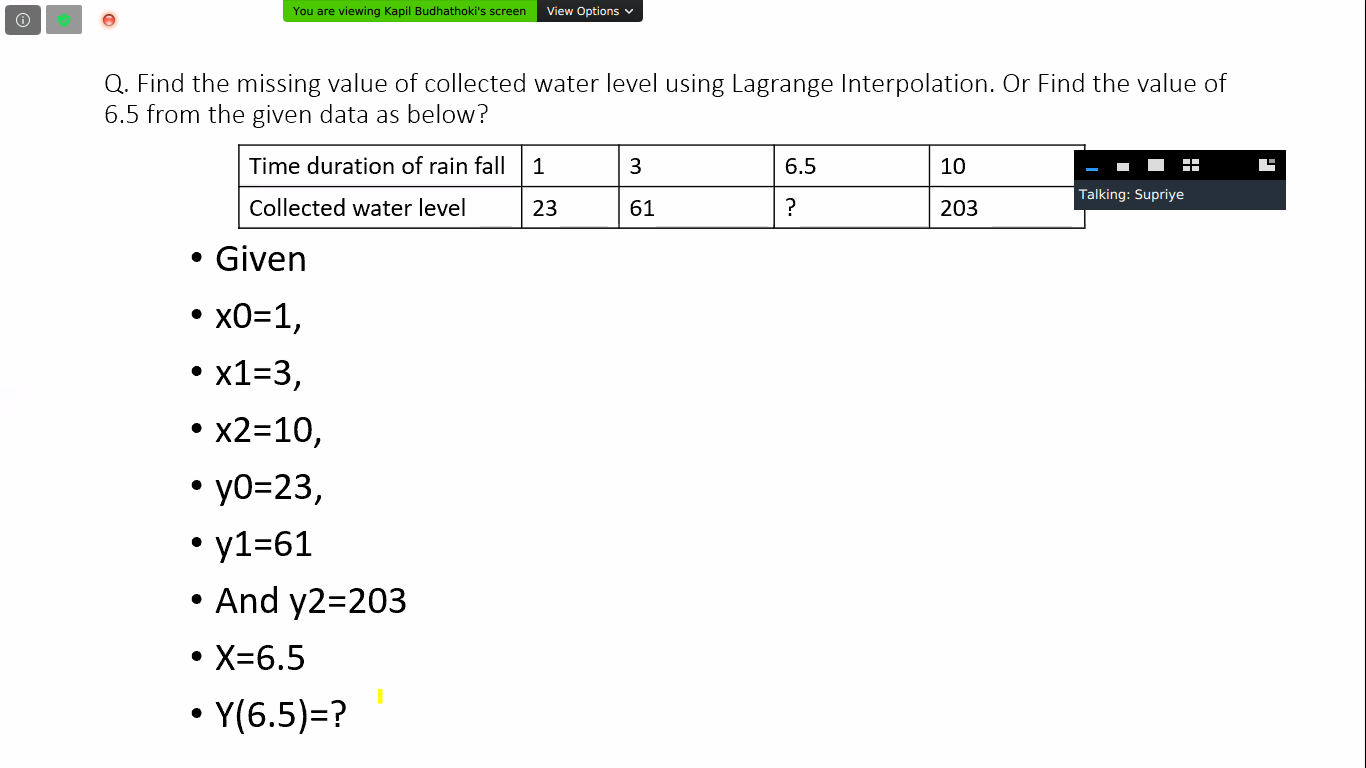 You are viewing Kapil Budhathoki's screen View Options
Q. Find the missing value of collected water level using Lagrange Interpolation. Or Find the value of
6.5 from the given data as below?
Time duration of rain fall 1 3 6.5 10
Collected water level 23 61 ? 203
Talking: Supriye
• Given
• x0=1,
• x1=3,
• x2=10,
• y0=23,
• y1=61
• And y2=203
• X=6.5
• Y(6.5)=?